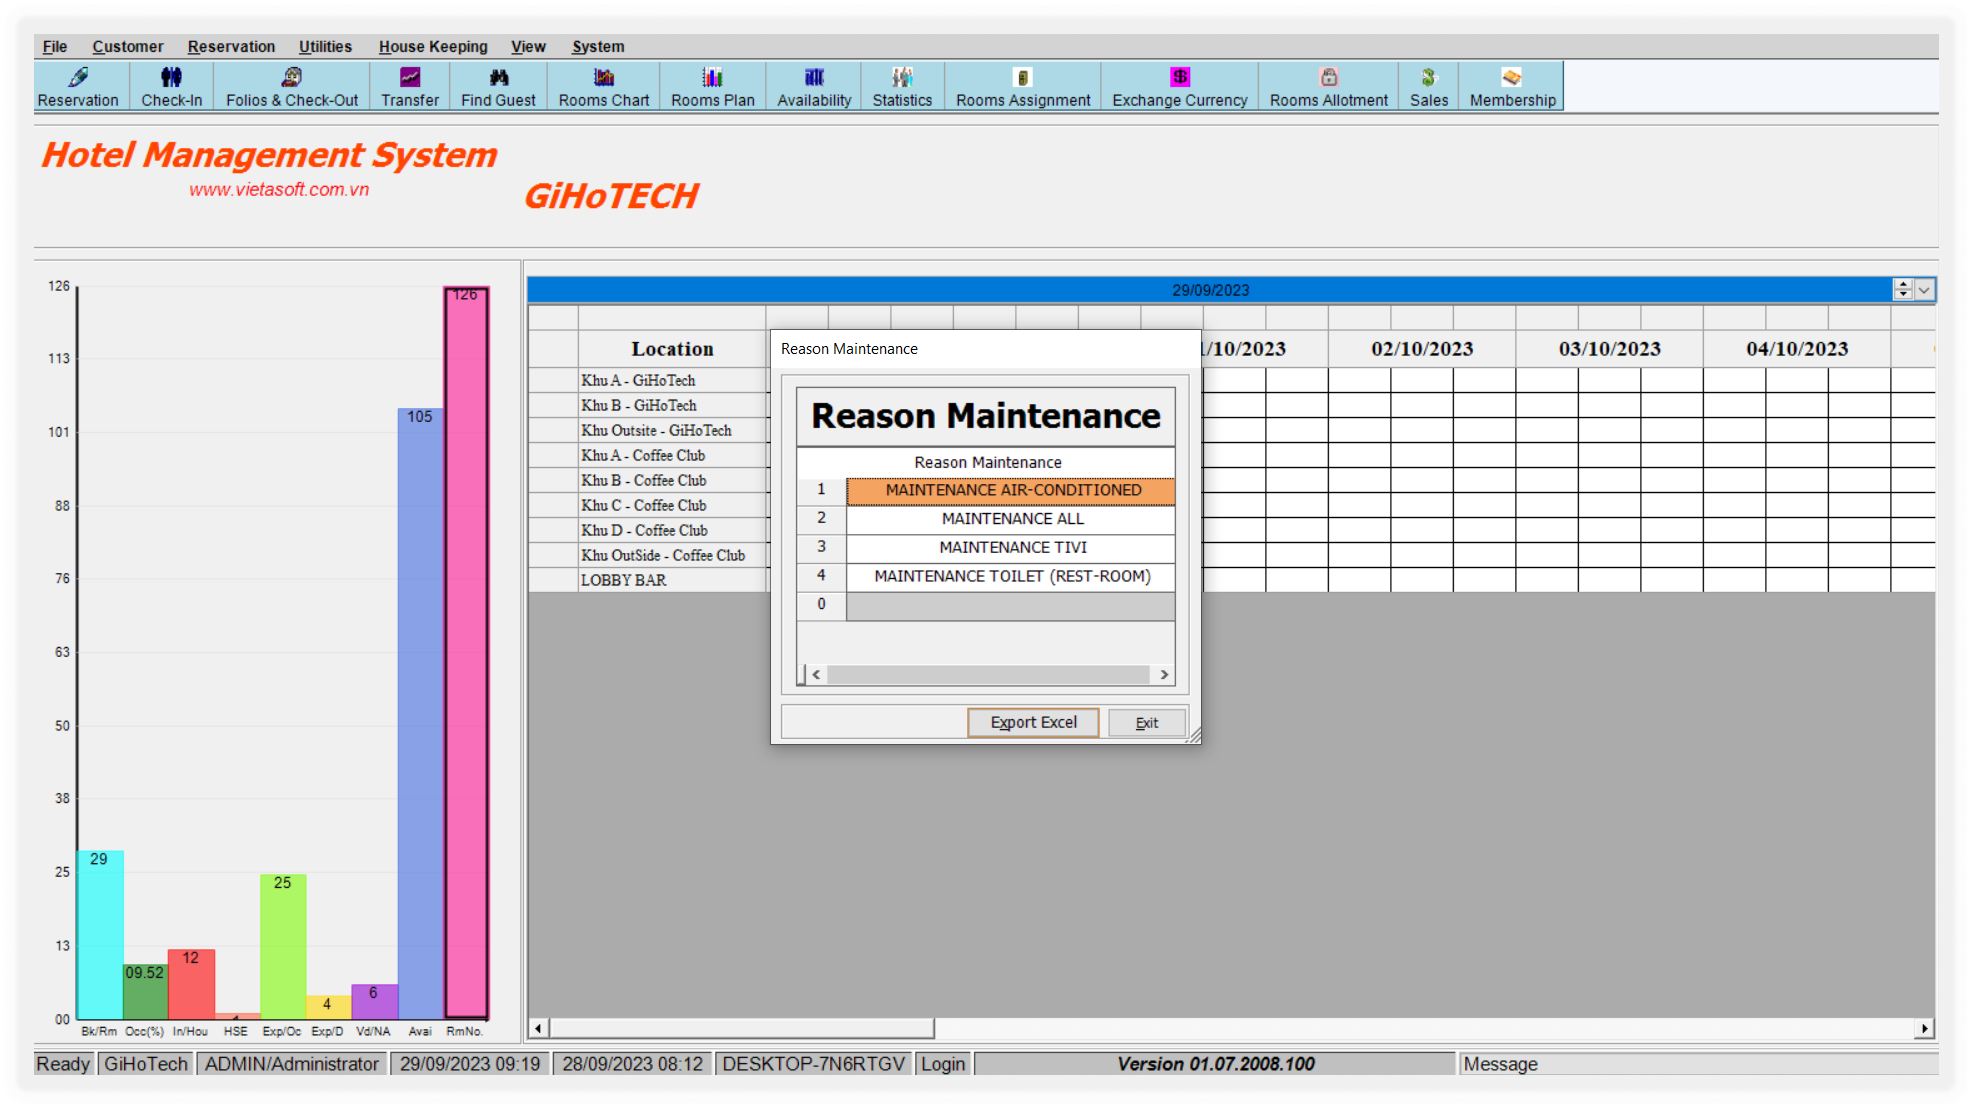 File Customer Reservation Utilities House Keeping View System
Reservation Check-In Folios & Check-Out Transfer Find Guest Rooms Chart Rooms Plan Availability Statistics Rooms Assignment Exchange Currency Rooms Allotment Sales Membership
Hotel Management System
www.vietasoft.com.vn
GiHoTECH
126
113
101
88
76
63
50
38
25
13
00
29
09.52
12
25
4
6
105
126
Bk/Rm Occ(%) In/Hou HSE Exp/Oc Exp/D Vd/NA Avai RmNo.
29/09/2023
Location /10/2023 02/10/2023 03/10/2023 04/10/2023
Khu A - GiHoTech
Khu B - GiHoTech
Khu Outsite - GiHoTech
Khu A - Coffee Club
Khu B - Coffee Club
Khu C - Coffee Club
Khu D - Coffee Club
Khu OutSide - Coffee Club
LOBBY BAR
Reason Maintenance
Reason Maintenance
Reason Maintenance
1 MAINTENANCE AIR-CONDITIONED
2 MAINTENANCE ALL
3 MAINTENANCE TIVI
4 MAINTENANCE TOILET (REST-ROOM)
0
Export Excel Exit
Ready GiHoTech ADMIN/Administrator 29/09/2023 09:19 28/09/2023 08:12 DESKTOP-7N6RTGV Login Version 01.07.2008.100 Message